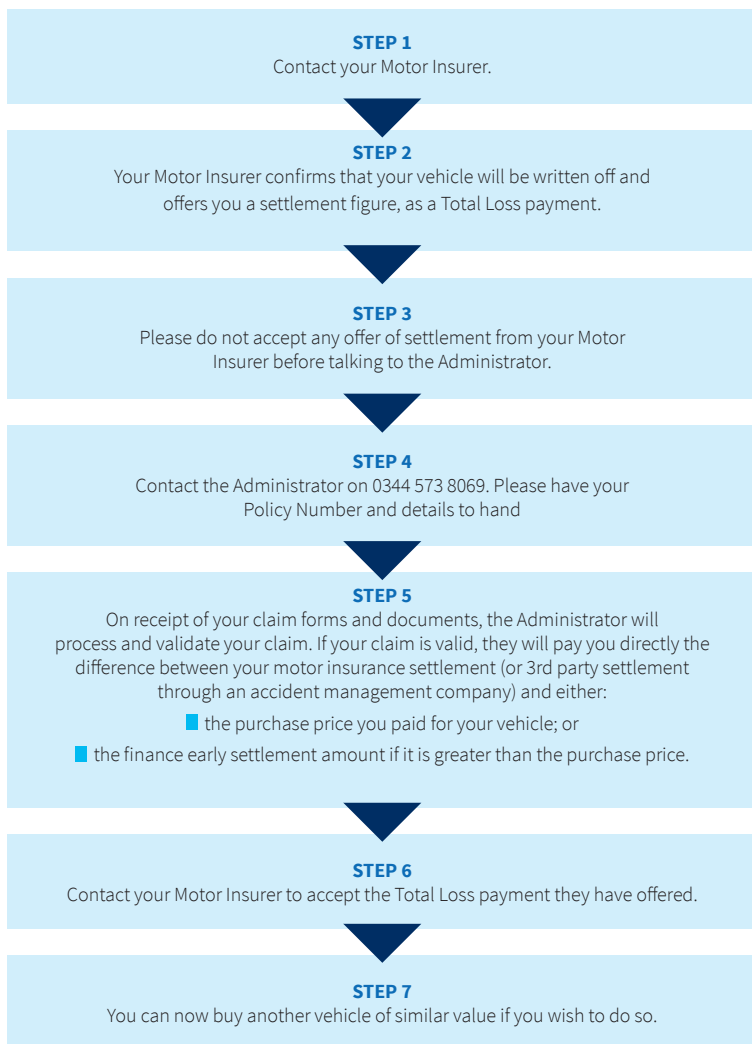 STEP 1
Contact your Motor Insurer.
STEP 2
Your Motor Insurer confirms that your vehicle will be written off and
offers you a settlement figure, as a Total Loss payment.
STEP 3
Please do not accept any offer of settlement from your Motor
Insurer before talking to the Administrator.
STEP 4
Contact the Administrator on 0344 573 8069. Please have your
Policy Number and details to hand
STEP 5
On receipt of your claim forms and documents, the Administrator will
process and validate your claim. If your claim is valid, they will pay you directly the
difference between your motor insurance settlement (or 3rd party settlement
through an accident management company) and either:
the purchase price you paid for your vehicle; or
the finance early settlement amount if it is greater than the purchase price.
STEP 6
Contact your Motor Insurer to accept the Total Loss payment they have offered.
STEP 7
You can now buy another vehicle of similar value if you wish to do so.